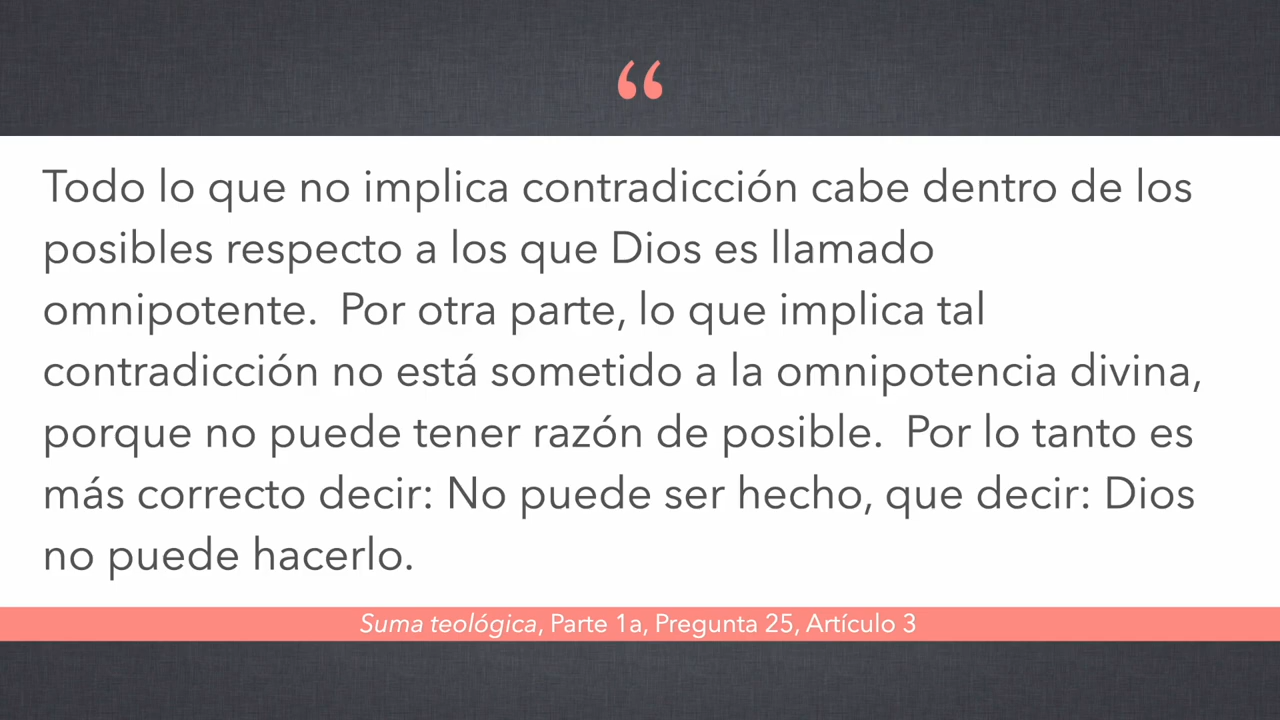 “
Todo lo que no implica contradicción cabe dentro de los
posibles respecto a los que Dios es llamado
omnipotente.  Por otra parte, lo que implica tal
contradicción no está sometido a la omnipotencia divina,
porque no puede tener razón de posible.  Por lo tanto es
más correcto decir: No puede ser hecho, que decir: Dios
no puede hacerlo.
Suma teológica, Parte 1a, Pregunta 25, Artículo 3